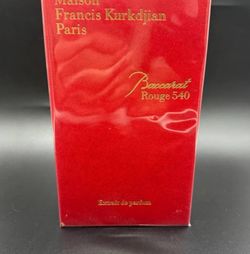 Maison
Francis Kurkdjian
Paris
Baccarat
Rouge 540
Extrait de parfum